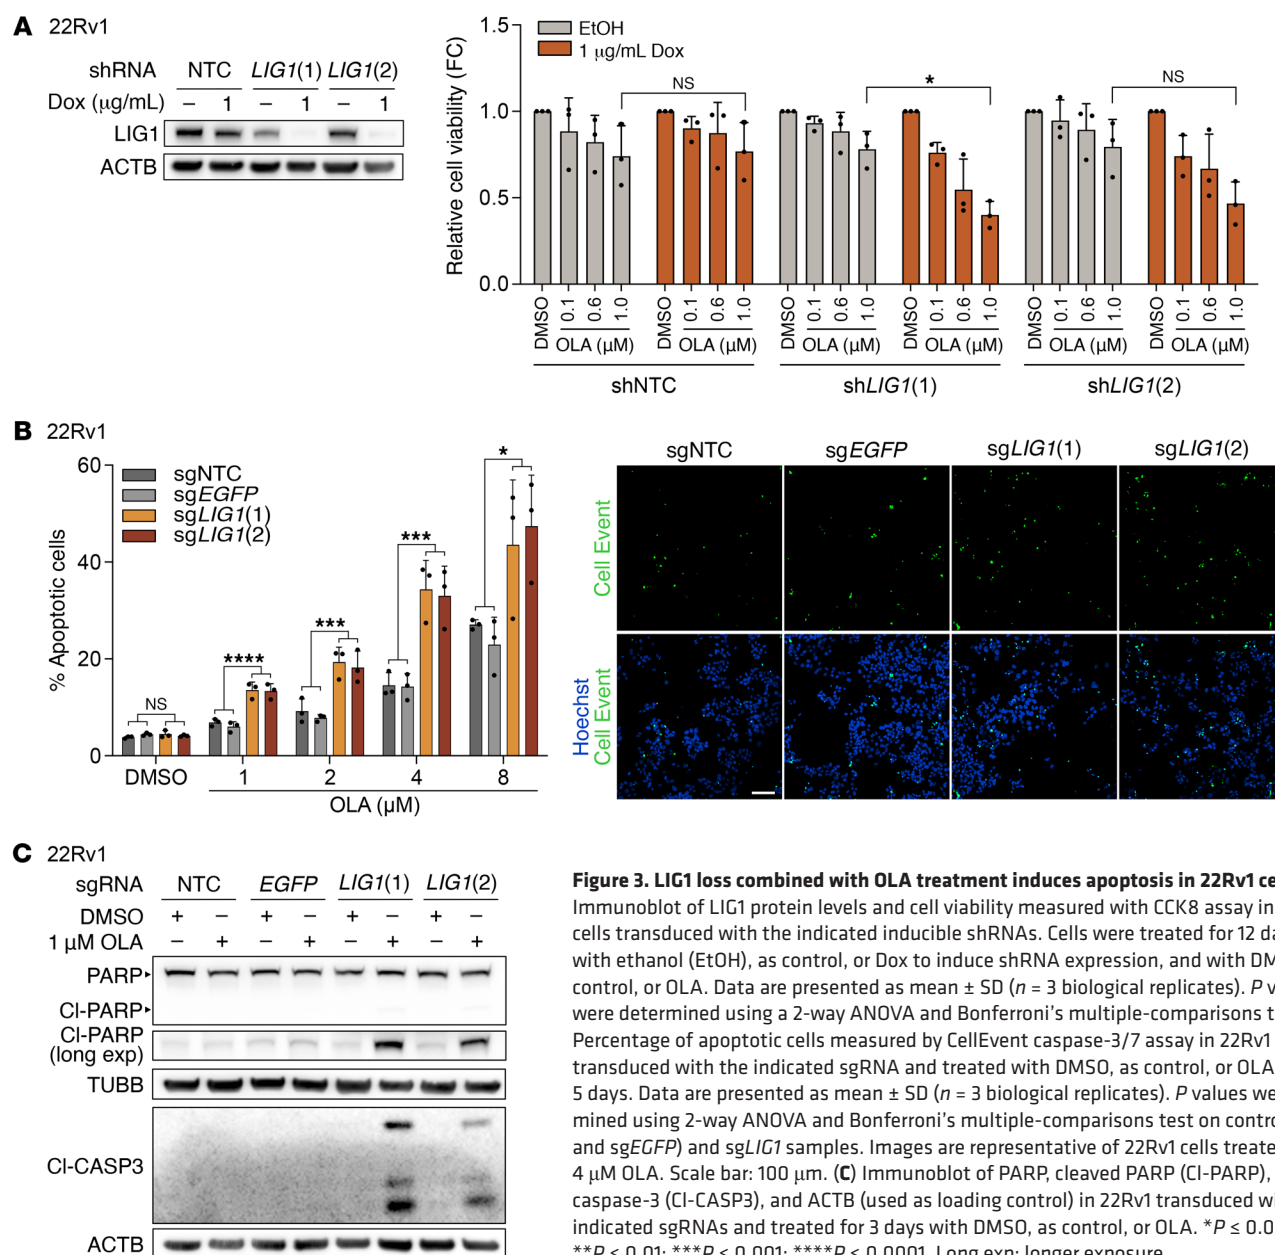 A 22Rv1
shRNA NTC LIG1(1) LIG1(2)
Dox (µg/mL) – 1 – 1 – 1
LIG1
ACTB
Relative cell viability (FC)
1.5
1.0
0.5
0.0
EtOH
1 µg/mL Dox
NS * NS
DMSO 0.1 0.6 1.0 DMSO 0.1 0.6 1.0 DMSO 0.1 0.6 1.0 DMSO 0.1 0.6 1.0 DMSO 0.1 0.6 1.0 DMSO 0.1 0.6 1.0
OLA (µM) OLA (µM) OLA (µM) OLA (µM) OLA (µM) OLA (µM)
shNTC shLIG1(1) shLIG1(2)
B 22Rv1
% Apoptotic cells
60
40
20
0
sgNTC
sgEGFP
sgLIG1(1)
sgLIG1(2)
NS **** *** *** *
DMSO 1 2 4 8
OLA (µM)
sgNTC sgEGFP sgLIG1(1) sgLIG1(2)
Cell Event
Hoechst
Cell Event
C 22Rv1
sgRNA NTC EGFP LIG1(1) LIG1(2)
DMSO + – + – + – + –
1 µM OLA – + – + – + – +
PARP
Cl-PARP
Cl-PARP
(long exp)
TUBB
Cl-CASP3
ACTB
Figure 3. LIG1 loss combined with OLA treatment induces apoptosis in 22Rv1 ce
Immunoblot of LIG1 protein levels and cell viability measured with CCK8 assay in
cells transduced with the indicated inducible shRNAs. Cells were treated for 12 da
with ethanol (EtOH), as control, or Dox to induce shRNA expression, and with DM
control, or OLA. Data are presented as mean ± SD (n = 3 biological replicates). P v
were determined using a 2-way ANOVA and Bonferroni's multiple-comparisons t
Percentage of apoptotic cells measured by CellEvent caspase-3/7 assay in 22Rv1
transduced with the indicated sgRNA and treated with DMSO, as control, or OLA
5 days. Data are presented as mean ± SD (n = 3 biological replicates). P values we
mined using 2-way ANOVA and Bonferroni's multiple-comparisons test on contro
and sgEGFP) and sgLIG1 samples. Images are representative of 22Rv1 cells treate
4 µM OLA. Scale bar: 100 µm. (C) Immunoblot of PARP, cleaved PARP (Cl-PARP),
caspase-3 (Cl-CASP3), and ACTB (used as loading control) in 22Rv1 transduced wi
indicated sgRNAs and treated for 3 days with DMSO, as control, or OLA. *P ≤ 0.0
**P ≤ 0.01; ***P ≤ 0.001; ****P ≤ 0.0001. Long exp: longer exposure.